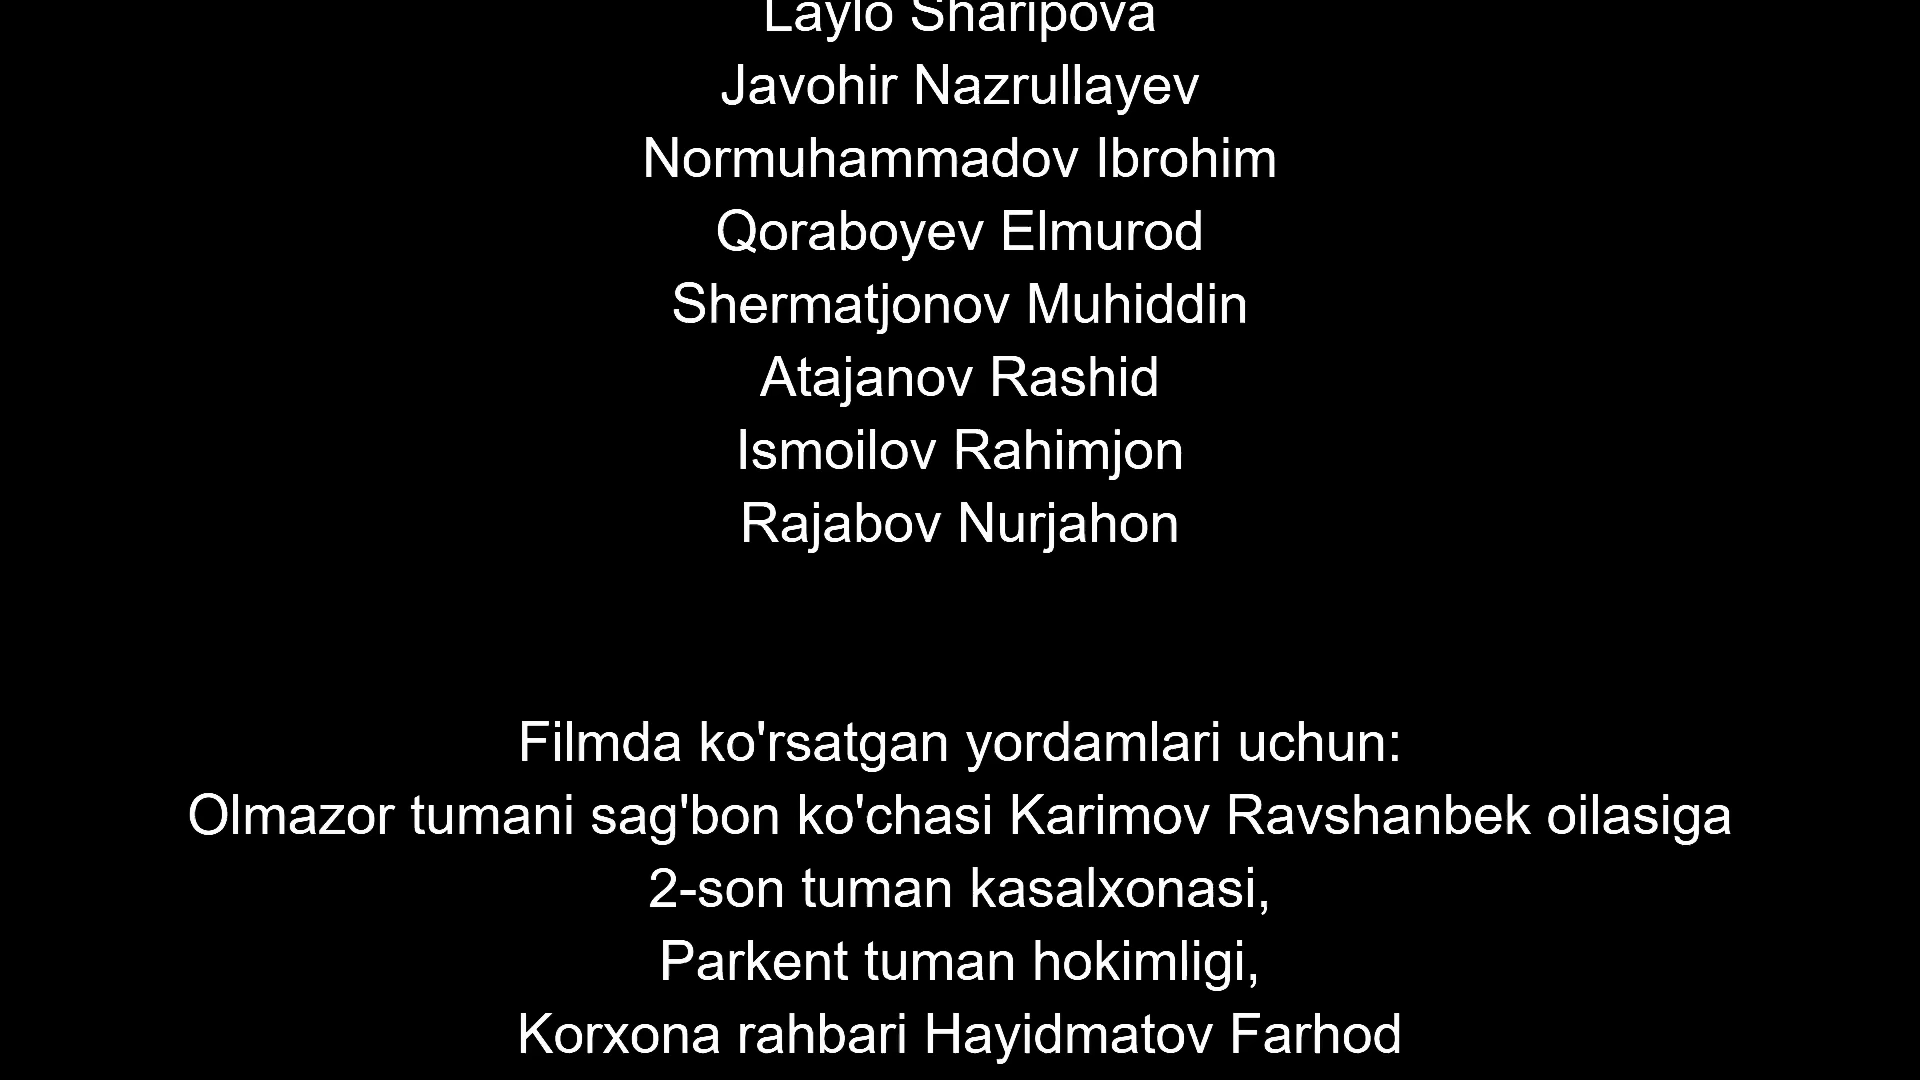 Laylo Sharipova
Javohir Nazrullayev
Normuhammadov Ibrohim
Qoraboyev Elmurod
Shermatjonov Muhiddin
Atajanov Rashid
Ismoilov Rahimjon
Rajabov Nurjahon
Filmda ko'rsatgan yordamlari uchun:
Olmazor tumani sag'bon ko'chasi Karimov Ravshanbek oilasiga
2-son tuman kasalxonasi,
Parkent tuman hokimligi,
Korxona rahbari Hayidmatov Farhod